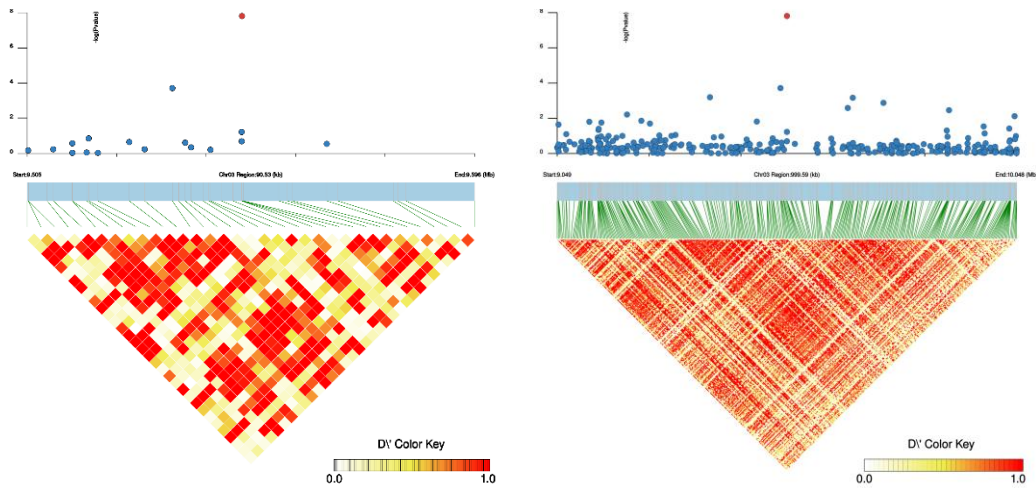 8
6
4
2
0
-log(Pvalue)
Start:9.505
Chr03 Region:90.53 (kb)
End:9.596 (Mb)
D\' Color Key
0.0
1.0
8
6
4
2
0
-log(Pvalue)
Start:9.049
Chr03 Region:999.59 (kb)
End:10.048 (Mb)
D\' Color Key
0.0
1.0